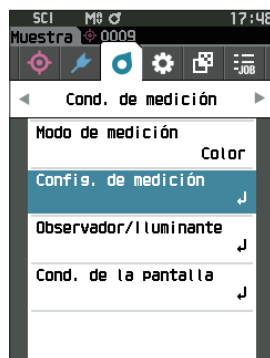 SCI M0 ♂ 17:48
Muestra 0009
-JOB
◀ Cond. de medición ▶
Modo de medición
Color
Config. de medición
Observador/Iluminante
Cond. de la pantalla